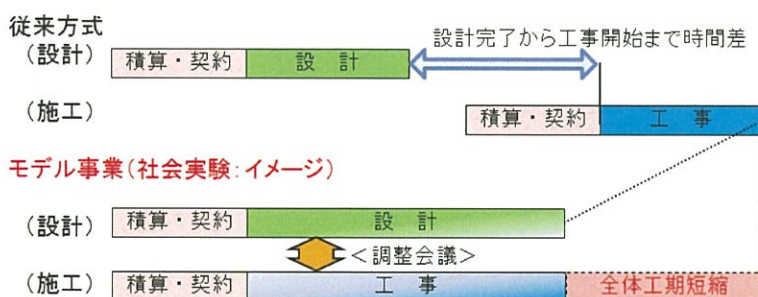 従来方式
(設計)
積算・契約
設 計
設計完了から工事開始まで時間差
(施工)
積算・契約
工 事
モデル事業(社会実験:イメージ)
(設計)
積算・契約
設 計
<調整会議>
(施工)
積算・契約
工 事
全体工期短縮